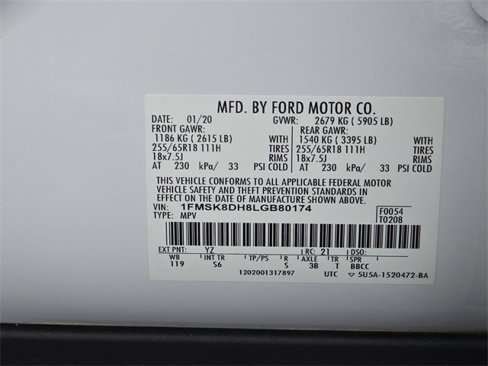 MFD. BY FORD MOTOR CO.
DATE: 01/20 GVWR: 2679 KG ( 5905 LB)
FRONT GAWR: REAR GAWR:
1186 KG ( 2615 LB) WITH 1540 KG ( 3395 LB) WITH
255/65R18 111H TIRES 255/65R18 111H TIRES
18x7.5J RIMS 18x7.5J RIMS
AT 230 kPa/ 33 PSI COLD AT 230 kPa/ 33 PSI COLD
THIS VEHICLE CONFORMS TO ALL APPLICABLE FEDERAL MOTOR
VEHICLE SAFETY AND THEFT PREVENTION STANDARDS IN
EFFECT ON THE DATE OF MANUFACTURE SHOWN ABOVE.
VIN: 1FMSK8DH8LGB80174 F0054
TYPE: MPV T0208
EXT PNT: YZ RC: 21 DSO:
WB INT TR TP/PS R AXLE TR SPR
119 S6 S 3B T BBCC
1202001317897 UTC 5U5A-1520472-BA